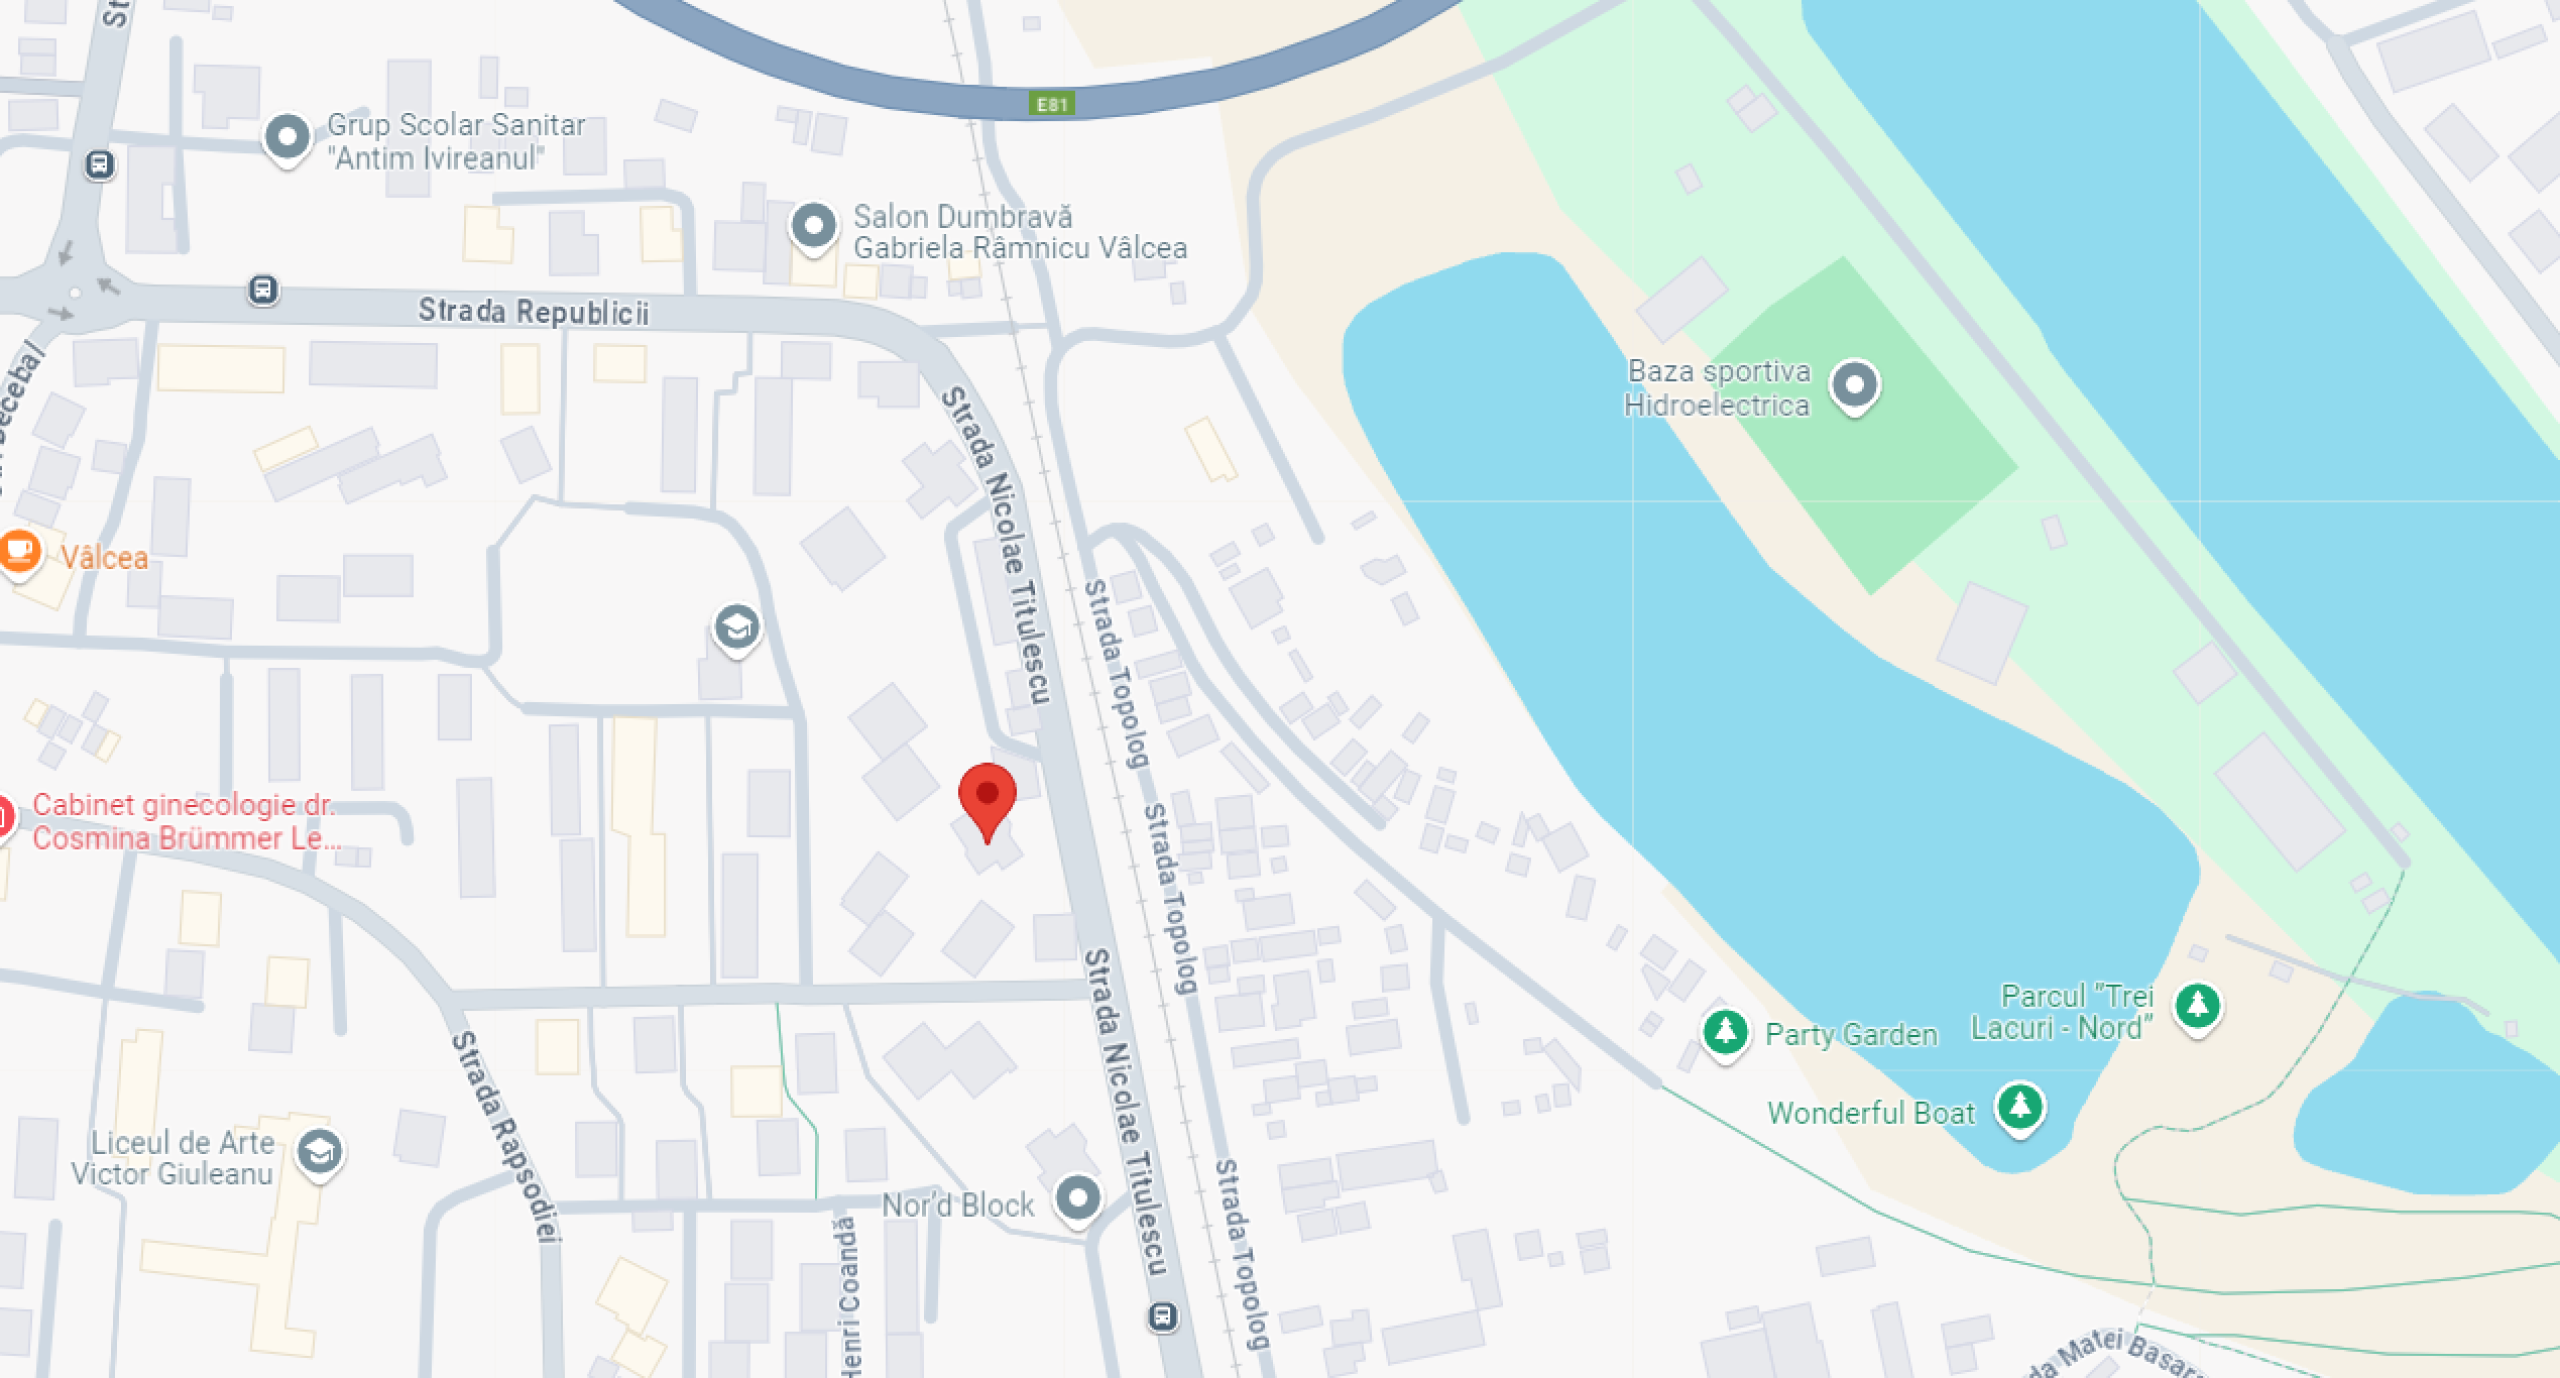 E81
Grup Scolar Sanitar
"Antim Ivireanul"
Salon Dumbravă
Gabriela Râmnicu Vâlcea
Strada Republicii
Baza sportiva
Hidroelectrica
Strada Nicolae Titulescu
Vâlcea
Strada Topolog
Cabinet ginecologie dr.
Cosmina Brümmer Le...
Strada Topolog
Strada Nicolae Titulescu
Parcul "Trei
Lacuri - Nord"
Party Garden
Strada Rapsodiei
Wonderful Boat
Liceul de Arte
Victor Giuleanu
Nor'd Block
Strada Topolog
Henri Coandă
Matei